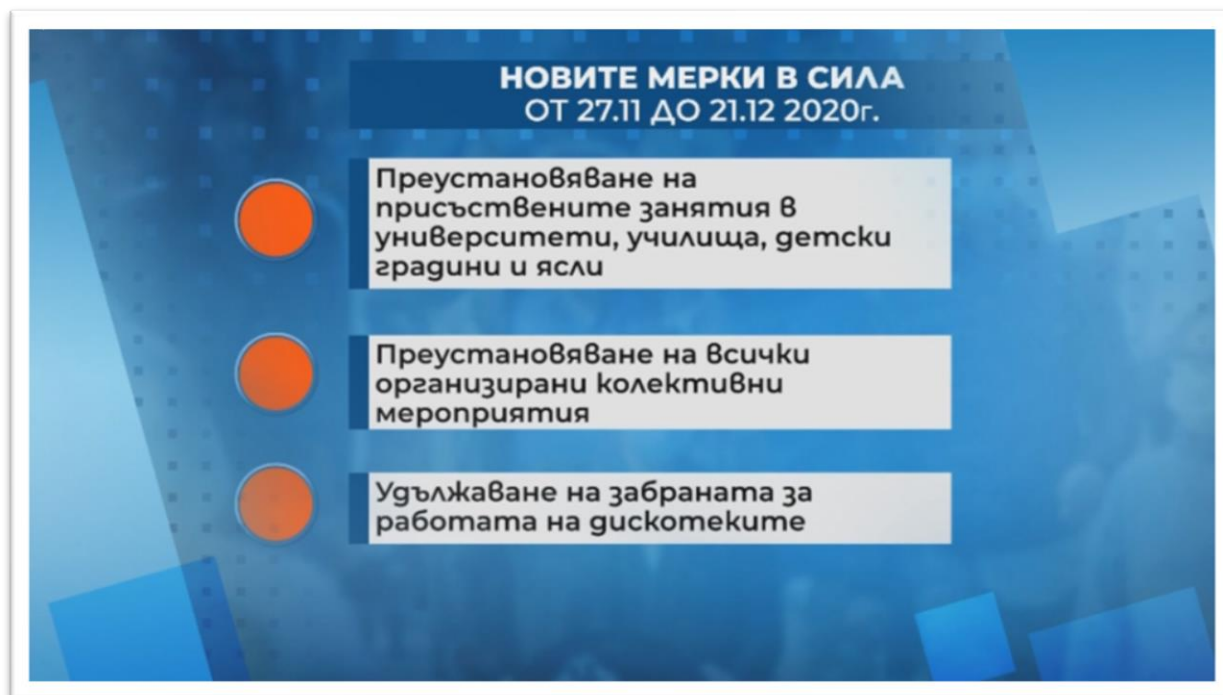 НОВИТЕ МЕРКИ В СИЛА
ОТ 27.11 ДО 21.12 2020г.
Преустановяване на
присъствените занятия в
университети, училища, детски
градини и ясли
Преустановяване на всички
организирани колективни
мероприятия
Удължаване на забраната за
работата на дискотеките